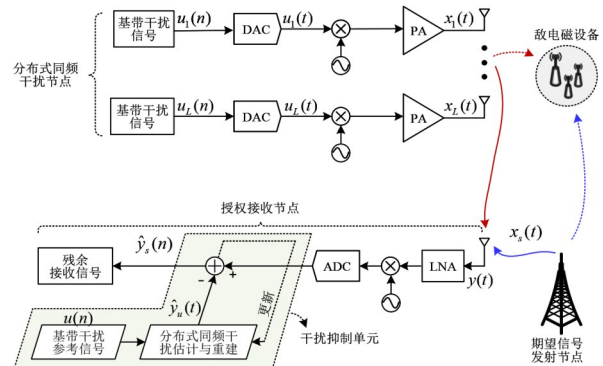 基带干扰
信号
u₁(n)
DAC
u₁(t)
PA
x₁(t)
敌电磁设备
分布式同频
干扰节点
基带干扰
信号
u_L(n)
DAC
u_L(t)
PA
x_L(t)
授权接收节点
x_s(t)
残余
接收信号
ŷ_s(n)
+
-
+
ADC
LNA
y(t)
更新
u(n)
ŷ_u(t)
基带干扰
参考信号
分布式同频干
扰估计与重建
干扰抑制单元
期望信号
发射节点